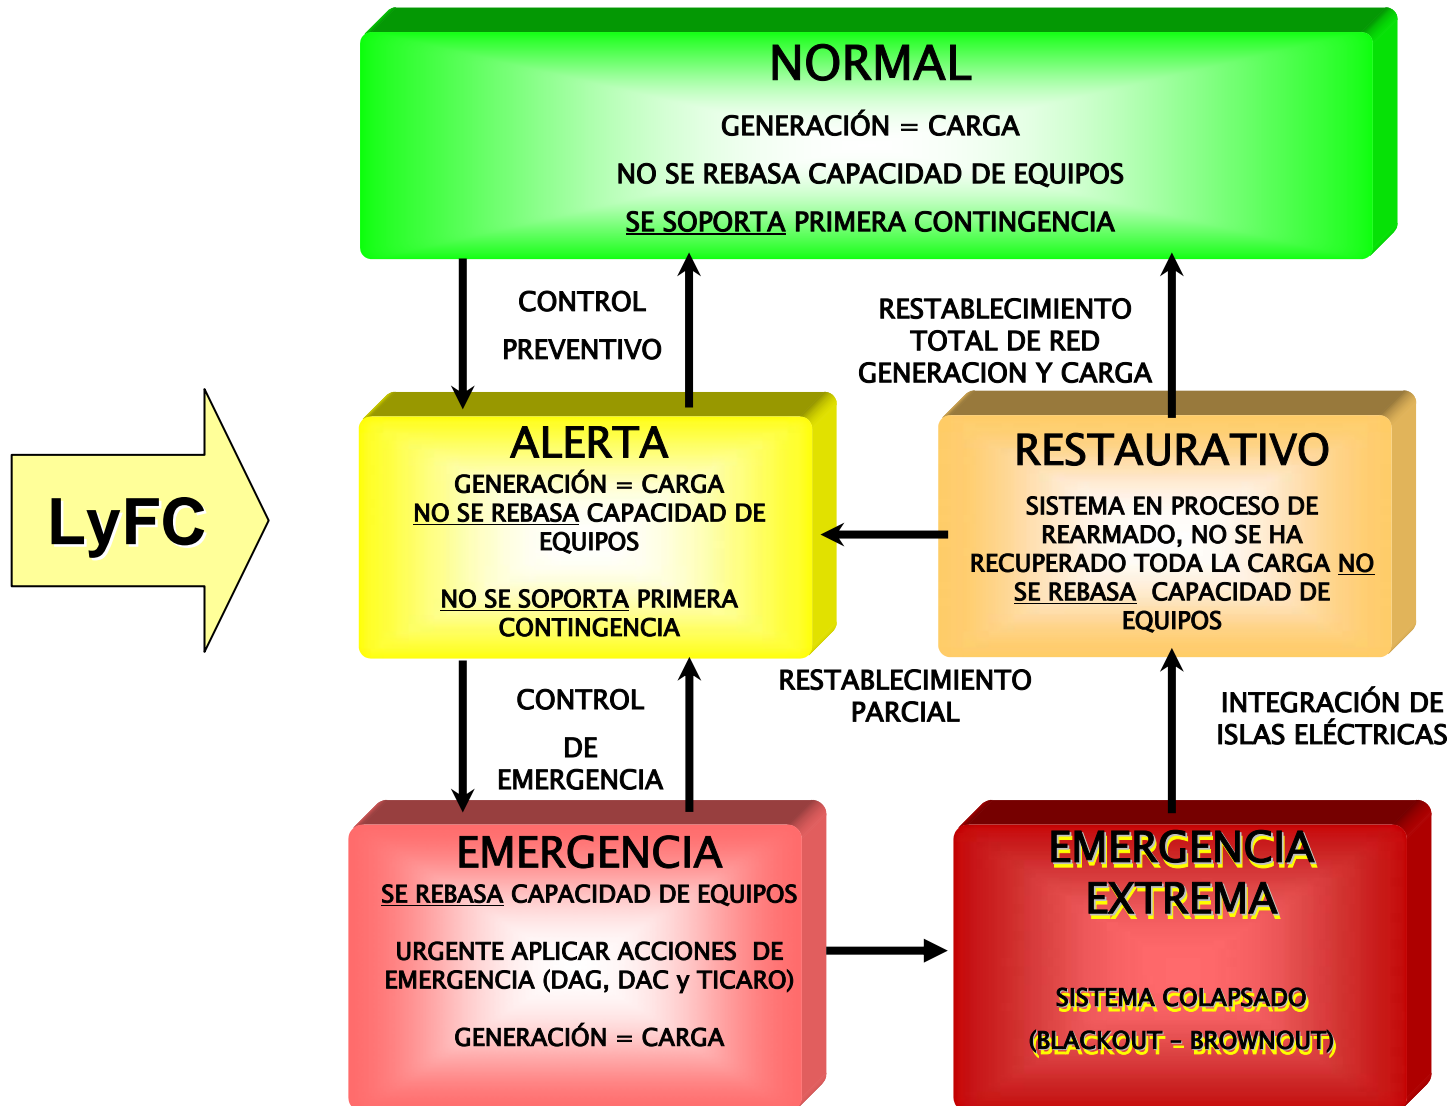 NORMAL
GENERACIÓN = CARGA
NO SE REBASA CAPACIDAD DE EQUIPOS
SE SOPORTA PRIMERA CONTINGENCIA
CONTROL
PREVENTIVO
RESTABLECIMIENTO
TOTAL DE RED
GENERACION Y CARGA
LyFC
ALERTA
GENERACIÓN = CARGA
NO SE REBASA CAPACIDAD DE
EQUIPOS
NO SE SOPORTA PRIMERA
CONTINGENCIA
RESTAURATIVO
SISTEMA EN PROCESO DE
REARMADO, NO SE HA
RECUPERADO TODA LA CARGA NO
SE REBASA CAPACIDAD DE
EQUIPOS
CONTROL
DE
EMERGENCIA
RESTABLECIMIENTO
PARCIAL
INTEGRACIÓN DE
ISLAS ELÉCTRICAS
EMERGENCIA
SE REBASA CAPACIDAD DE EQUIPOS
URGENTE APLICAR ACCIONES DE
EMERGENCIA (DAG, DAC y TICARO)
GENERACIÓN = CARGA
EMERGENCIA
EXTREMA
SISTEMA COLAPSADO
(BLACKOUT – BROWNOUT)